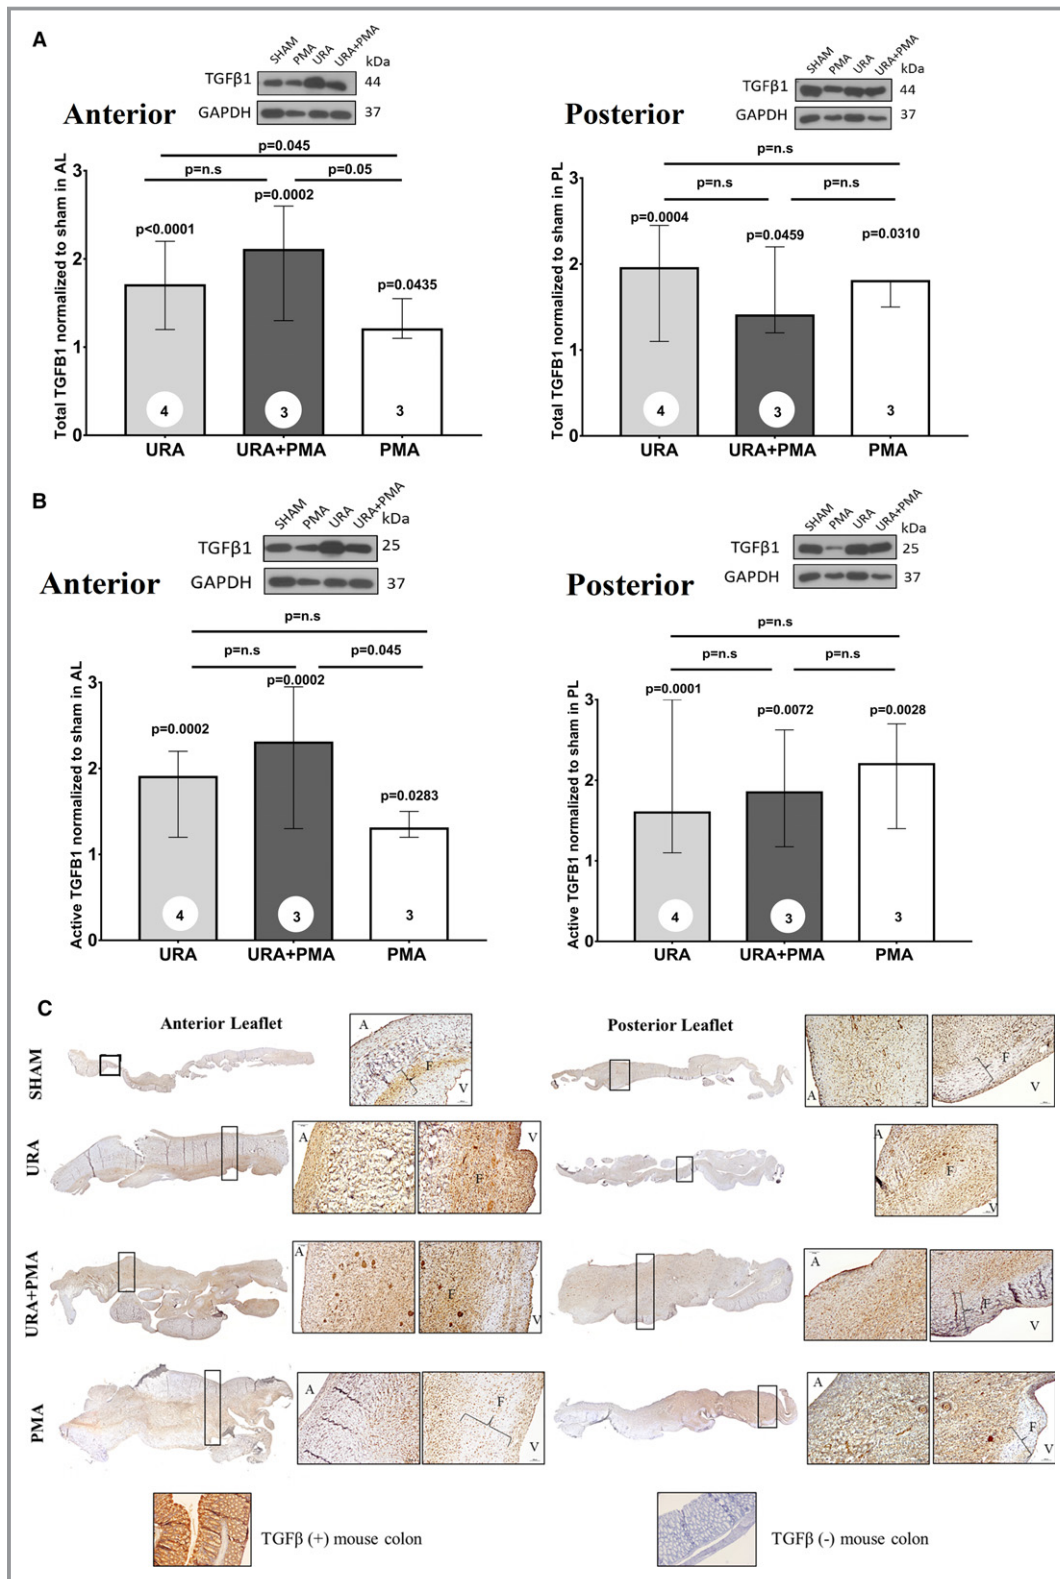 A
SHAM PMA URA URA+PMA kDa
TGFβ1 44
GAPDH 37
Anterior
p=0.045
p=n.s p=0.05
p<0.0001 p=0.0002 p=0.0435
Total TGFB1 normalized to sham in AL
3
2
1
0
4 3 3
URA URA+PMA PMA
SHAM PMA URA URA+PMA kDa
TGFβ1 44
GAPDH 37
Posterior
p=n.s
p=n.s p=n.s
p=0.0004 p=0.0459 p=0.0310
Total TGFB1 normalized to sham in PL
3
2
1
0
4 3 3
URA URA+PMA PMA
B
SHAM PMA URA URA+PMA kDa
TGFβ1 25
GAPDH 37
Anterior
p=n.s
p=n.s p=0.045
p=0.0002 p=0.0002 p=0.0283
Active TGFB1 normalized to sham in AL
3
2
1
0
4 3 3
URA URA+PMA PMA
SHAM PMA URA URA+PMA kDa
TGFβ1 25
GAPDH 37
Posterior
p=n.s
p=n.s p=n.s
p=0.0001 p=0.0072 p=0.0028
Active TGFB1 normalized to sham in PL
3
2
1
0
4 3 3
URA URA+PMA PMA
C
Anterior Leaflet Posterior Leaflet
SHAM
A F V A F V
URA
A F V A F V
URA+PMA
A F V A F V
PMA
A F V A F V
TGFβ (+) mouse colon TGFβ (-) mouse colon